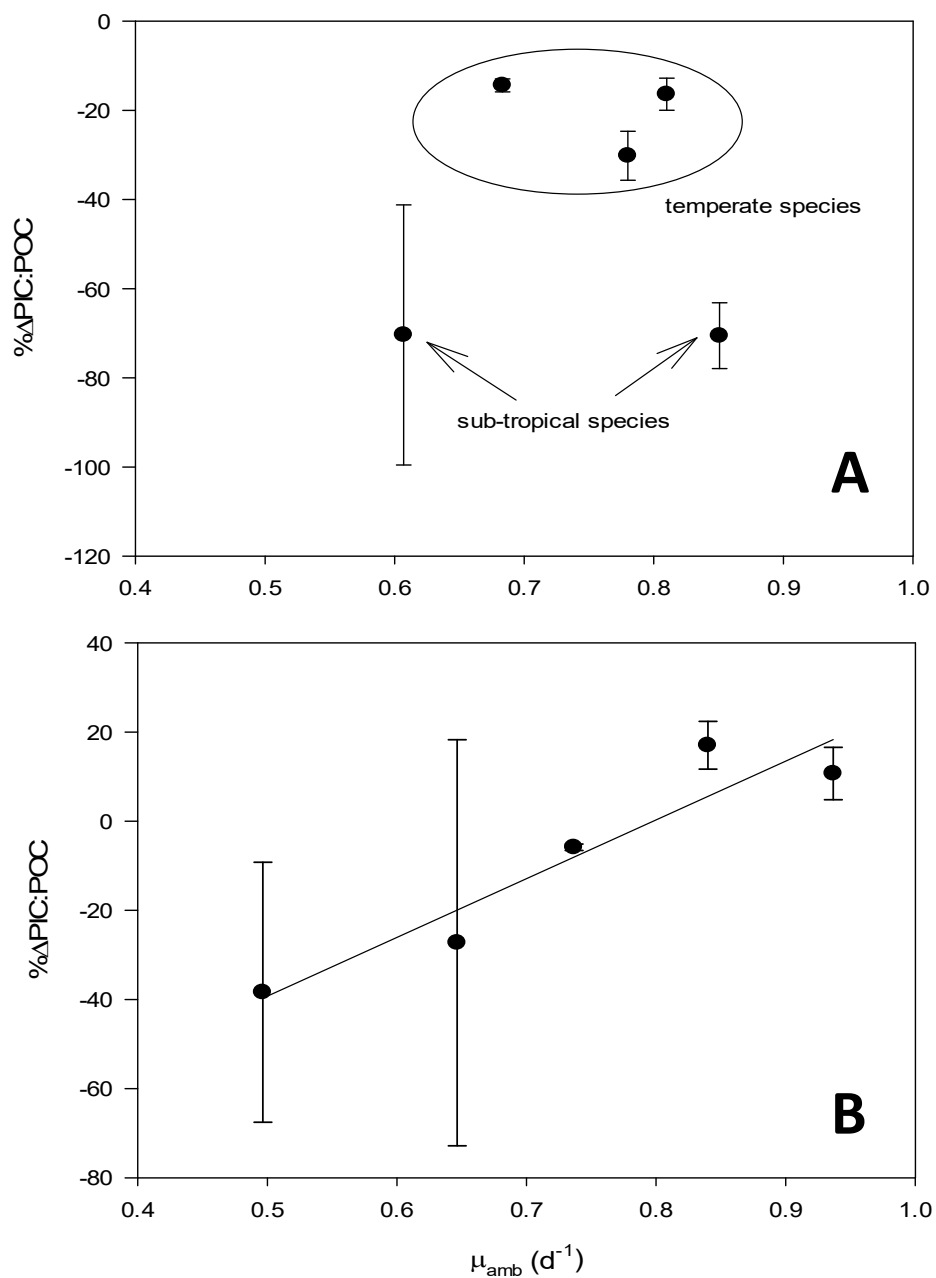 0
-20
-40
-60
-80
-100
-120
%ΔPIC:POC
temperate species
sub-tropical species
A
0.4 0.5 0.6 0.7 0.8 0.9 1.0
40
20
0
-20
-40
-60
-80
%ΔPIC:POC
B
0.4 0.5 0.6 0.7 0.8 0.9 1.0
μamb (d⁻¹)